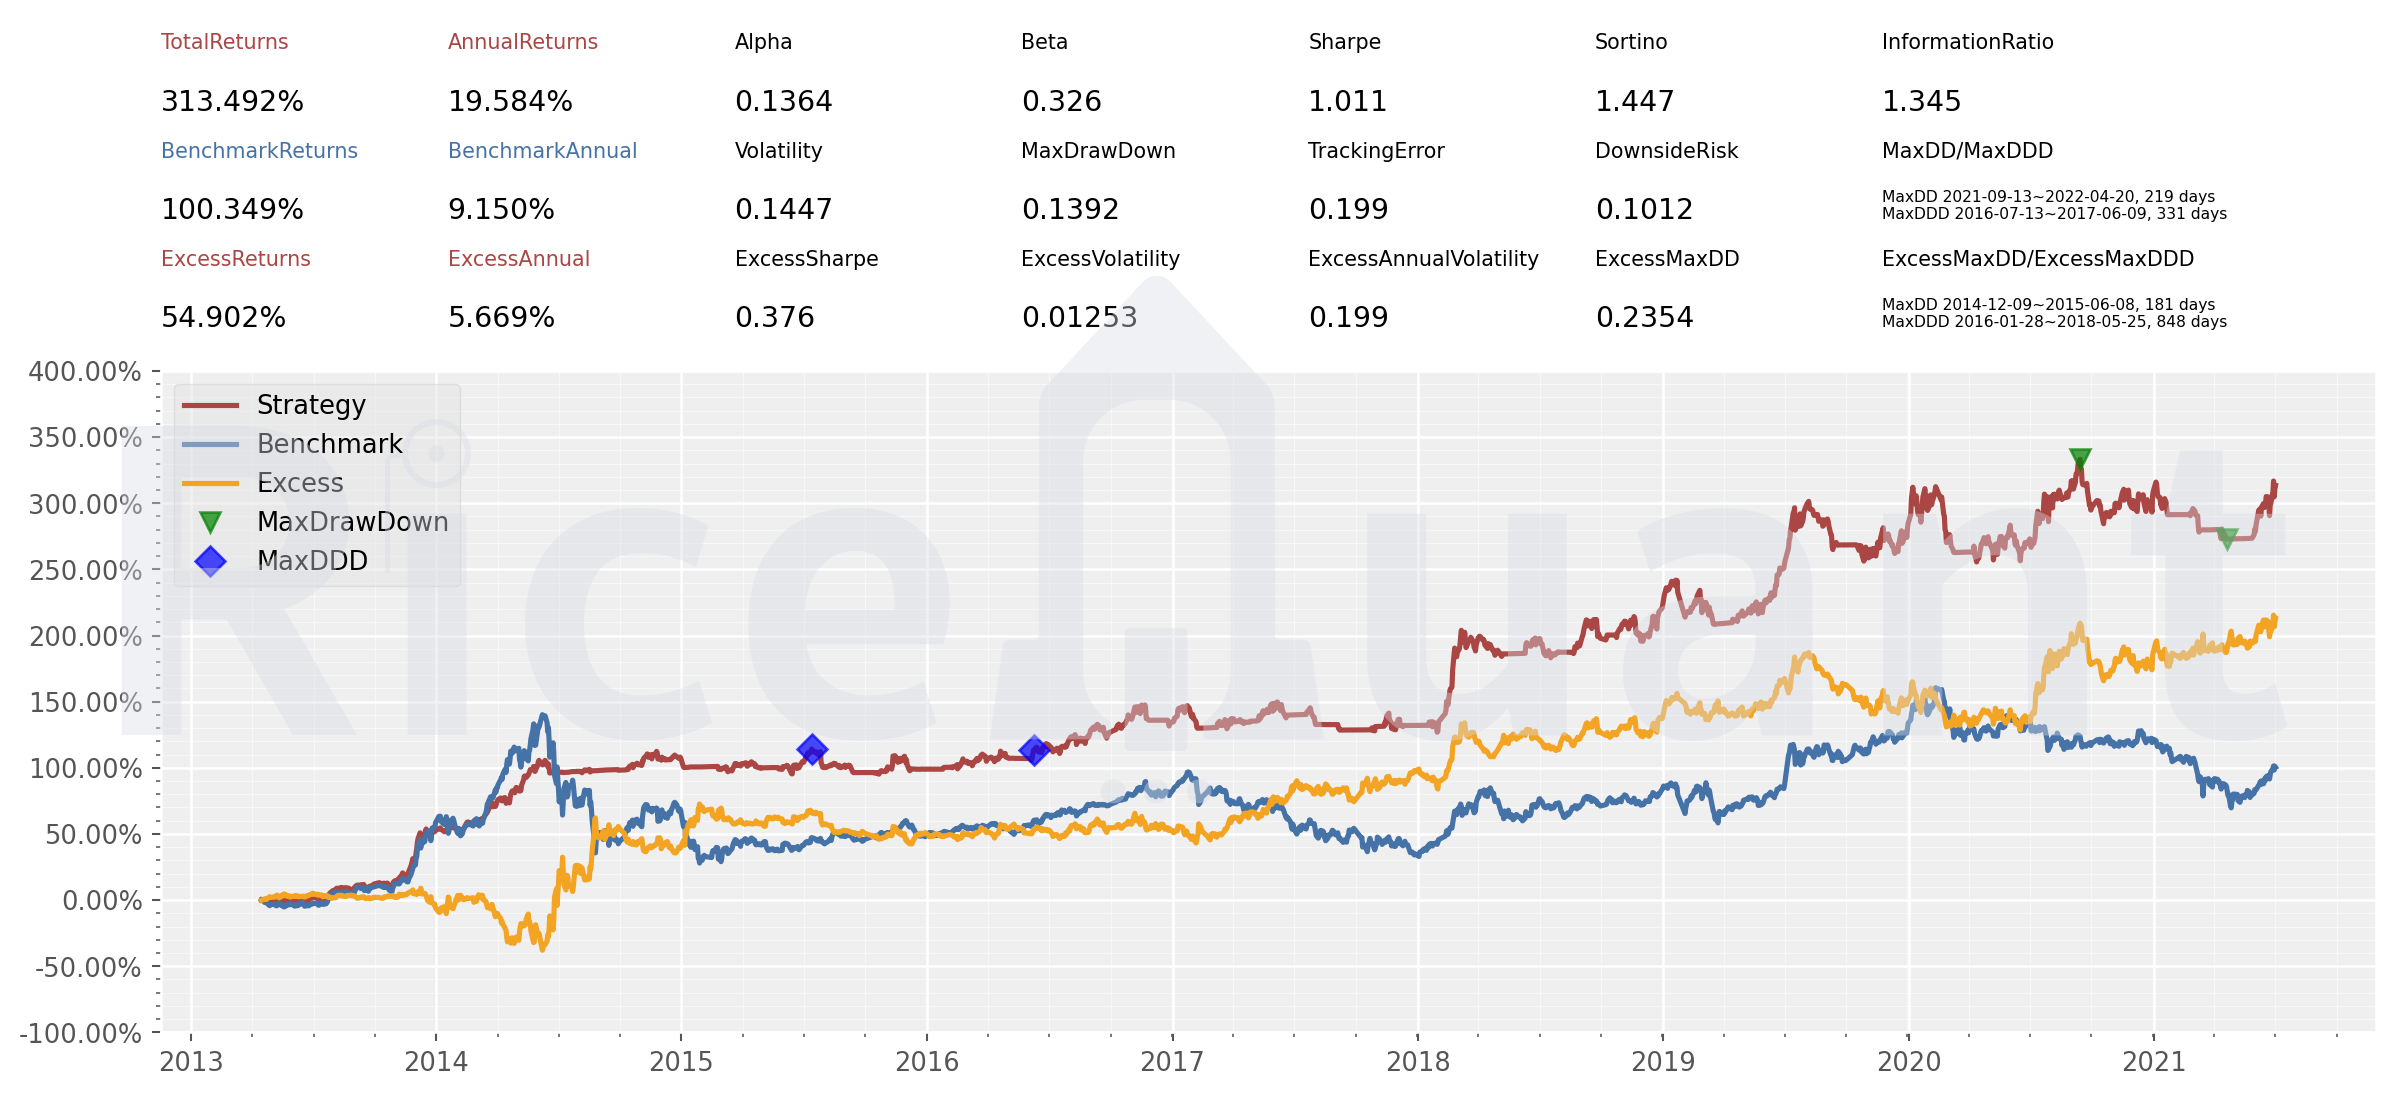 TotalReturns AnnualReturns Alpha Beta Sharpe Sortino InformationRatio
313.492% 19.584% 0.1364 0.326 1.011 1.447 1.345
BenchmarkReturns BenchmarkAnnual Volatility MaxDrawDown TrackingError DownsideRisk MaxDD/MaxDDD
100.349% 9.150% 0.1447 0.1392 0.199 0.1012 MaxDD 2021-09-13~2022-04-20, 219 days
MaxDDD 2016-07-13~2017-06-09, 331 days
ExcessReturns ExcessAnnual ExcessSharpe ExcessVolatility ExcessAnnualVolatility ExcessMaxDD ExcessMaxDD/ExcessMaxDDD
54.902% 5.669% 0.376 0.01253 0.199 0.2354 MaxDD 2014-12-09~2015-06-08, 181 days
MaxDDD 2016-01-28~2018-05-25, 848 days
400.00%
350.00%
300.00%
250.00%
200.00%
150.00%
100.00%
50.00%
0.00%
-50.00%
-100.00%
Strategy
Benchmark
Excess
MaxDrawDown
MaxDDD
RiceQuant
2013 2014 2015 2016 2017 2018 2019 2020 2021